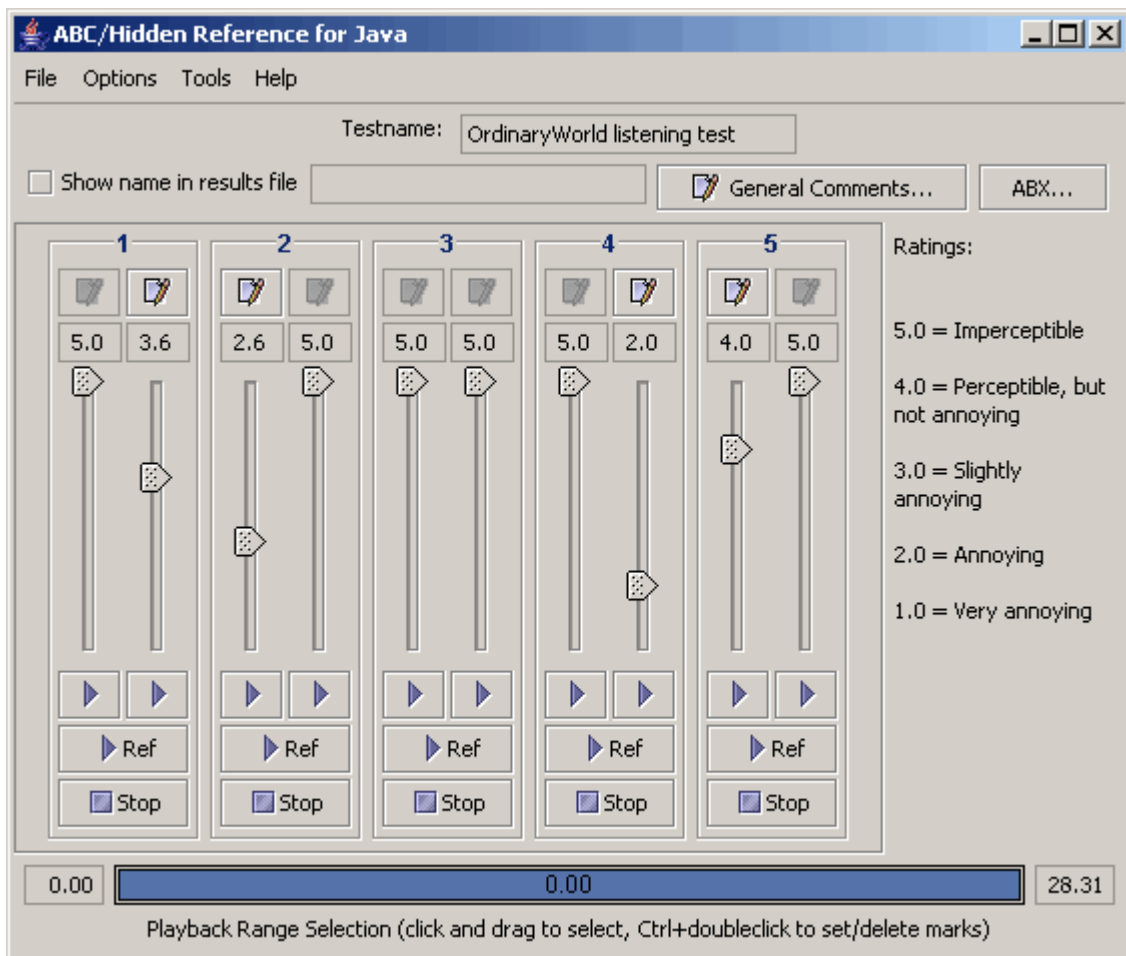 ABC/Hidden Reference for Java
File Options Tools Help
Testname: OrdinaryWorld listening test
Show name in results file General Comments... ABX...
1 2 3 4 5
5.0 3.6 2.6 5.0 5.0 5.0 5.0 2.0 4.0 5.0
Ref Ref Ref Ref Ref
Stop Stop Stop Stop Stop
Ratings:
5.0 = Imperceptible
4.0 = Perceptible, but
not annoying
3.0 = Slightly
annoying
2.0 = Annoying
1.0 = Very annoying
0.00 0.00 28.31
Playback Range Selection (click and drag to select, Ctrl+doubleclick to set/delete marks)